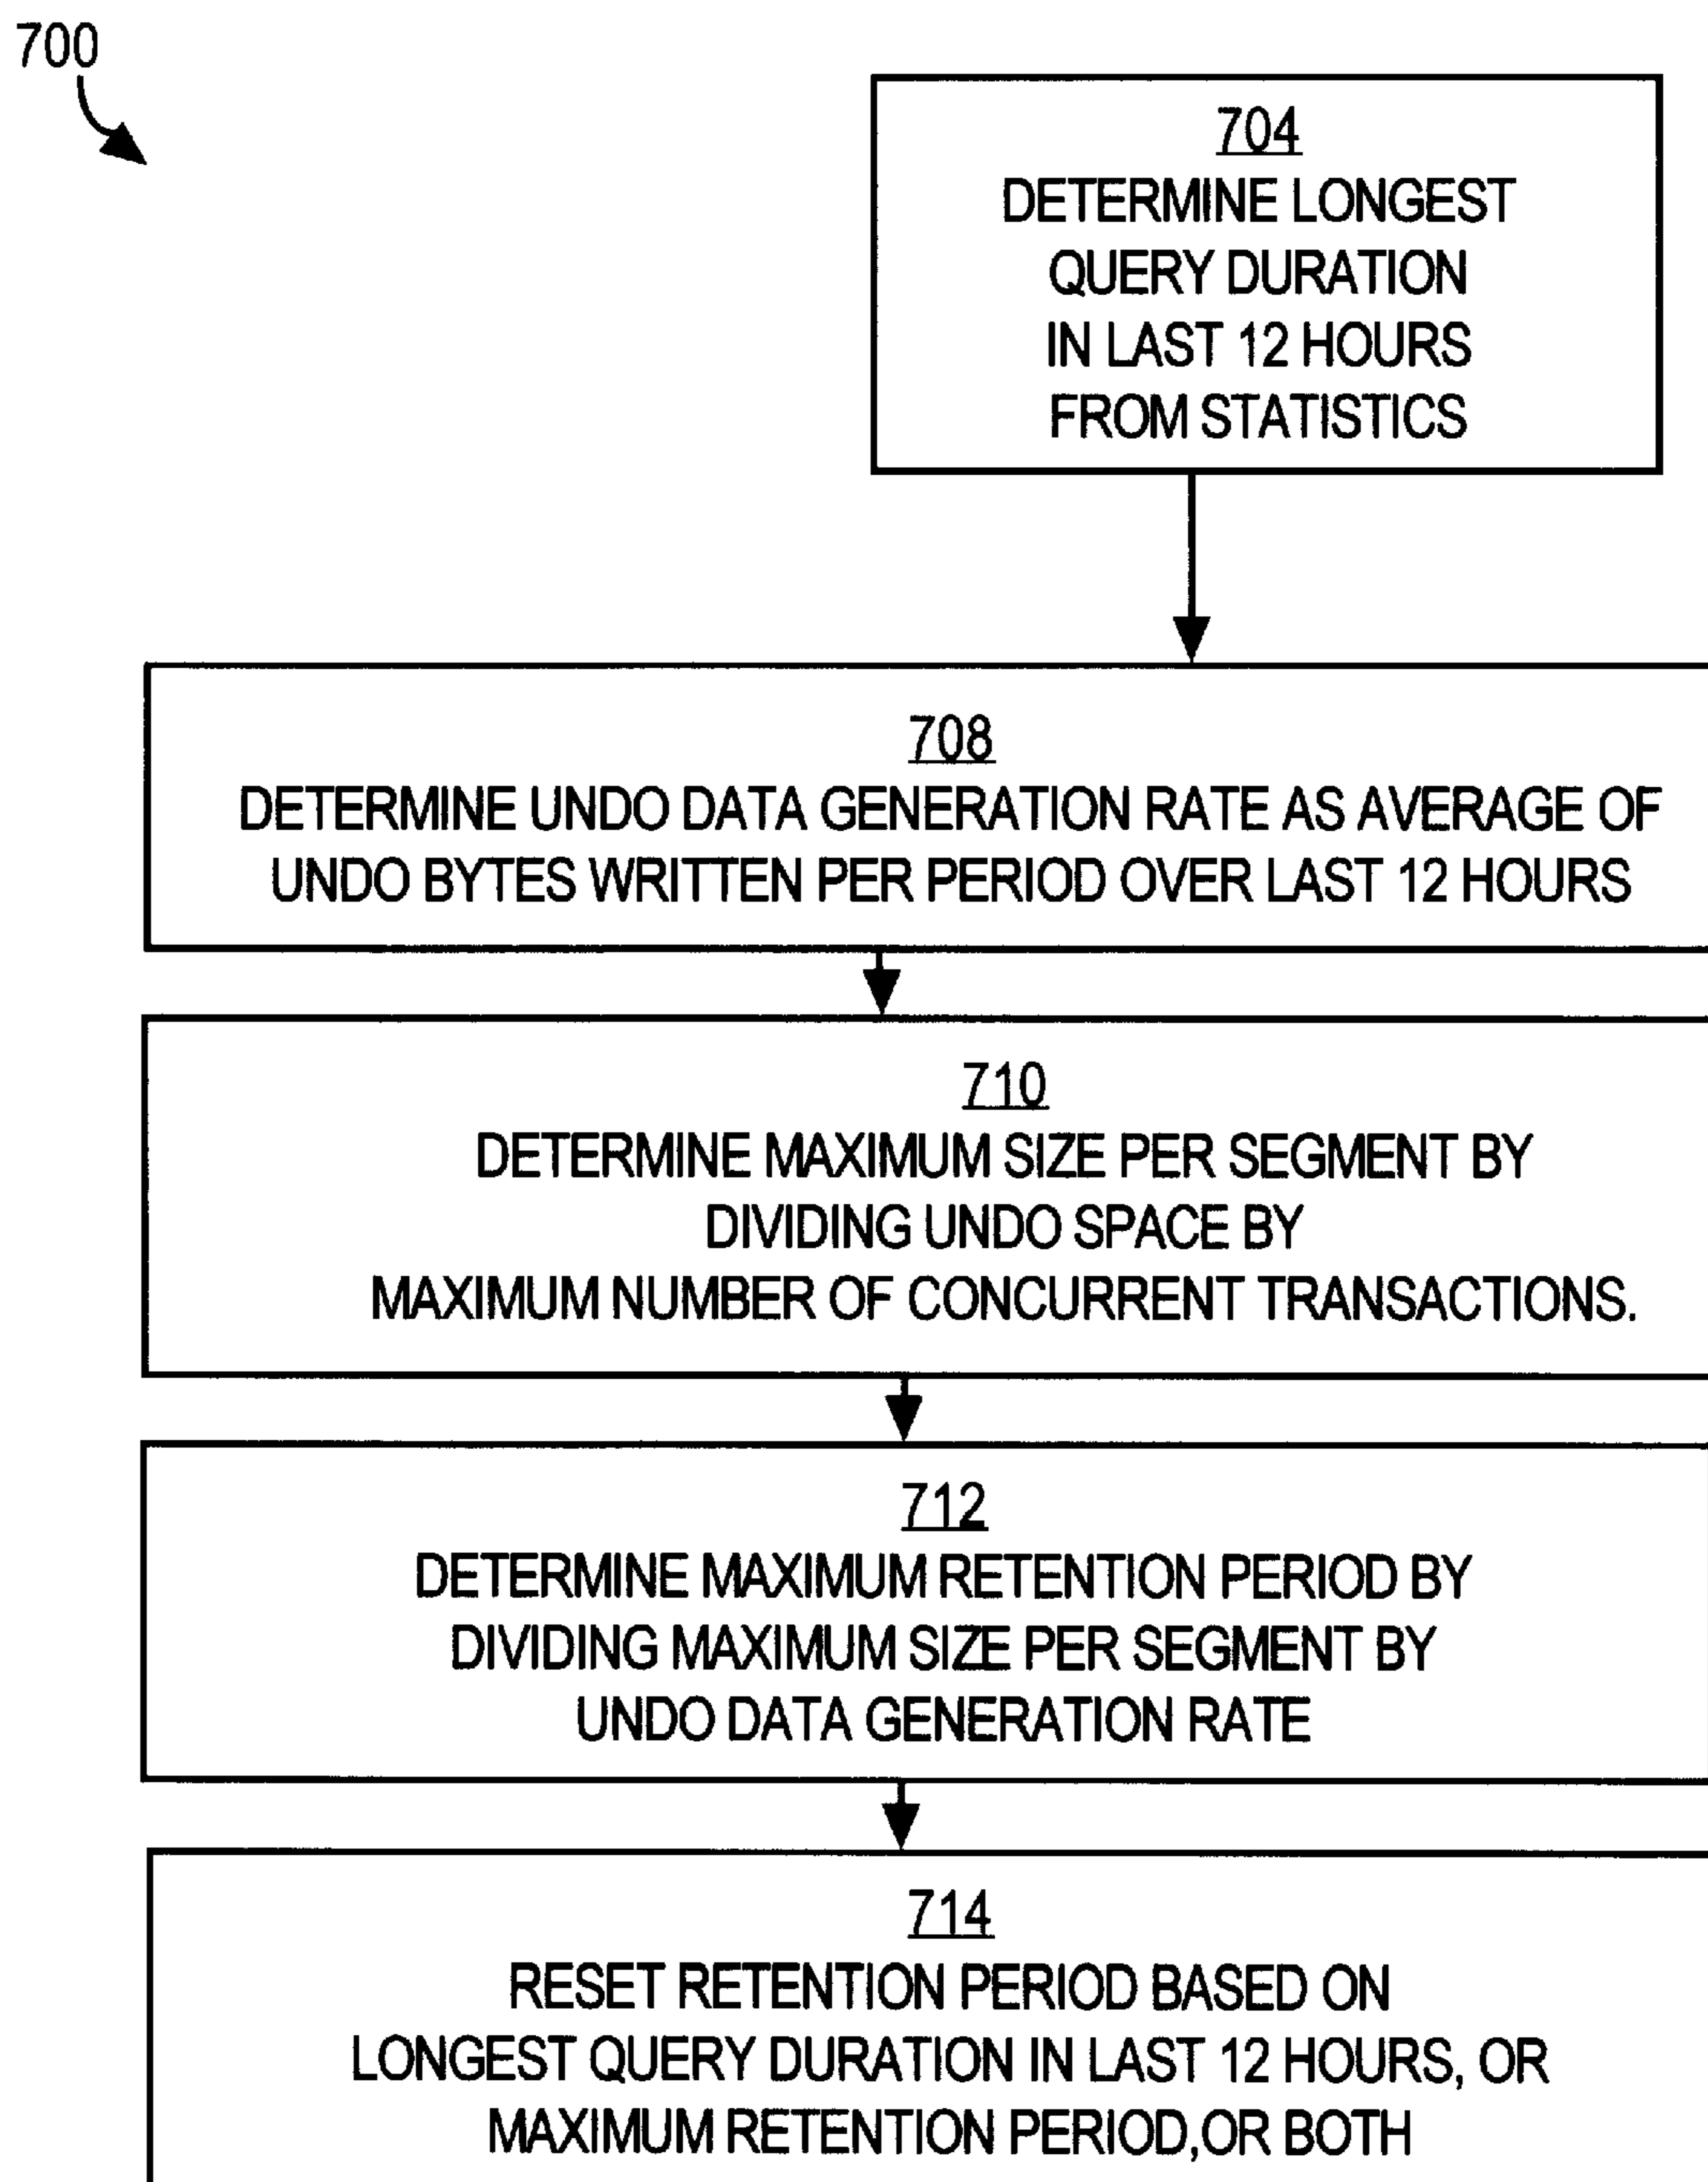 700
704
DETERMINE LONGEST
QUERY DURATION
IN LAST 12 HOURS
FROM STATISTICS
708
DETERMINE UNDO DATA GENERATION RATE AS AVERAGE OF
UNDO BYTES WRITTEN PER PERIOD OVER LAST 12 HOURS
710
DETERMINE MAXIMUM SIZE PER SEGMENT BY
DIVIDING UNDO SPACE BY
MAXIMUM NUMBER OF CONCURRENT TRANSACTIONS.
712
DETERMINE MAXIMUM RETENTION PERIOD BY
DIVIDING MAXIMUM SIZE PER SEGMENT BY
UNDO DATA GENERATION RATE
714
RESET RETENTION PERIOD BASED ON
LONGEST QUERY DURATION IN LAST 12 HOURS, OR
MAXIMUM RETENTION PERIOD,OR BOTH